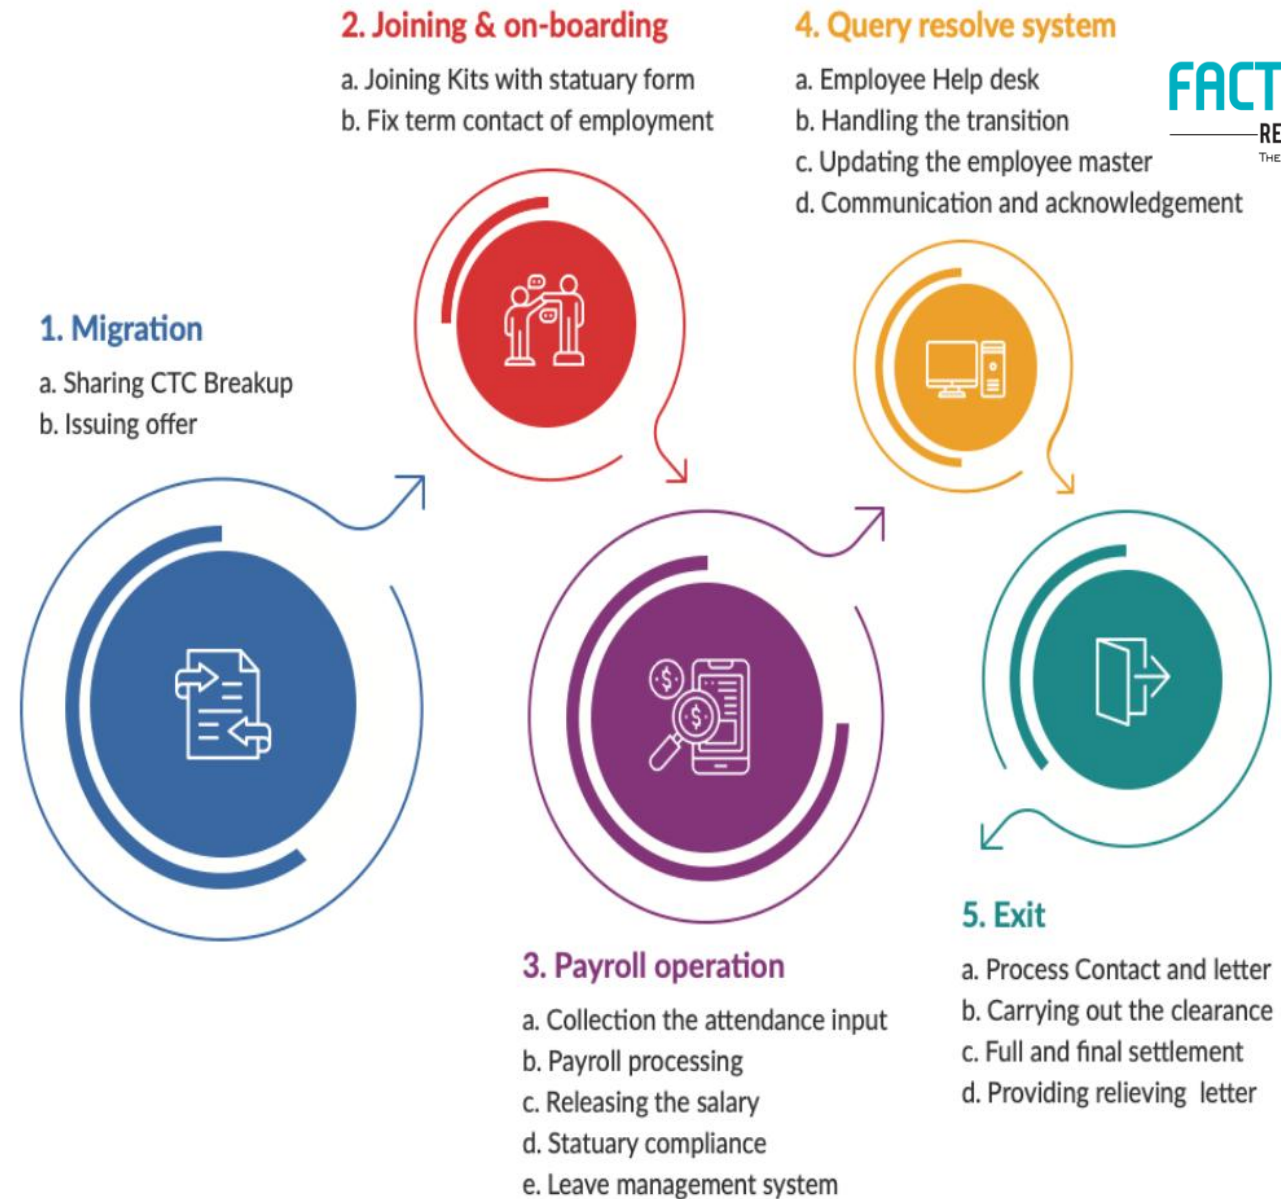 1. Migration
a. Sharing CTC Breakup
b. Issuing offer
2. Joining & on-boarding
a. Joining Kits with statuary form
b. Fix term contact of employment
3. Payroll operation
a. Collection the attendance input
b. Payroll processing
c. Releasing the salary
d. Statuary compliance
e. Leave management system
4. Query resolve system
a. Employee Help desk
b. Handling the transition
c. Updating the employee master
d. Communication and acknowledgement
5. Exit
a. Process Contact and letter
b. Carrying out the clearance
c. Full and final settlement
d. Providing relieving letter
FACT
RE
THE